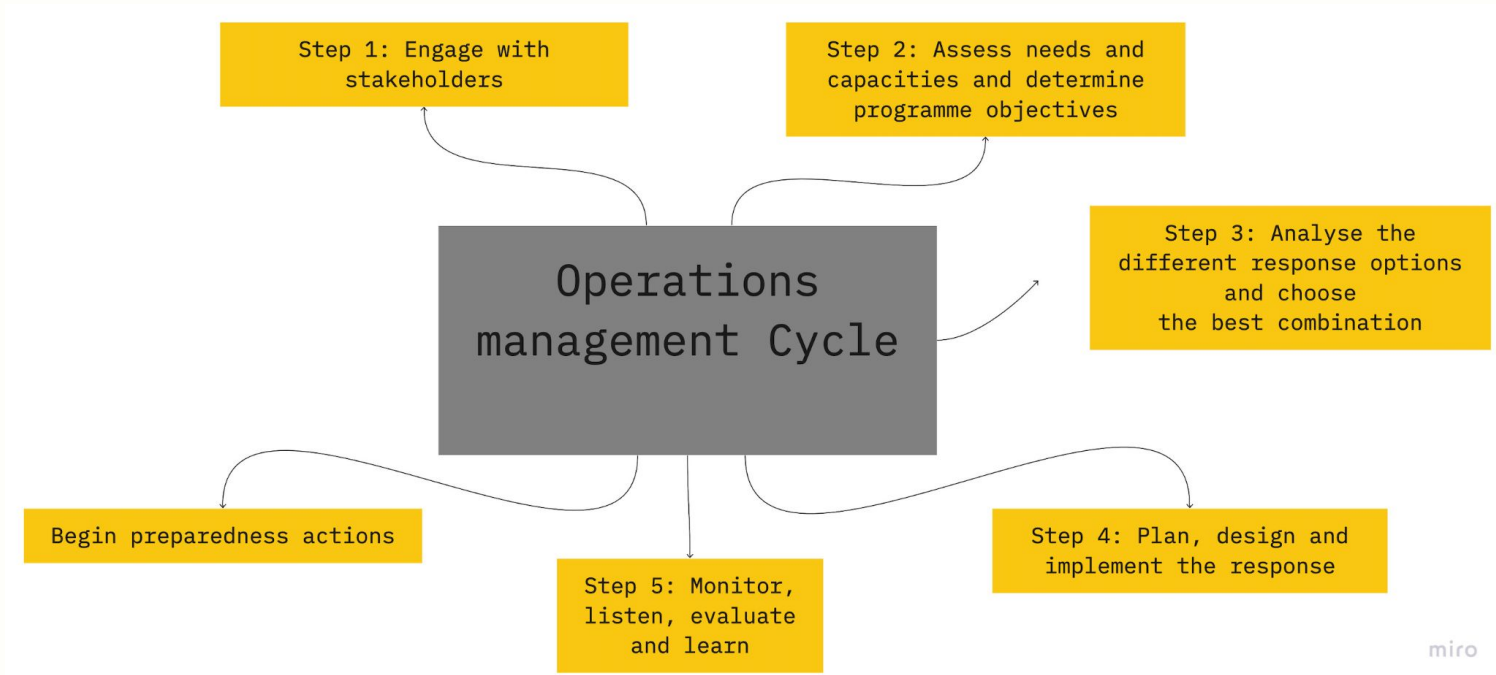 Step 1: Engage with
stakeholders
Step 2: Assess needs and
capacities and determine
programme objectives
Step 3: Analyse the
different response options
and choose
the best combination
Operations
management Cycle
Begin preparedness actions
Step 4: Plan, design and
implement the response
Step 5: Monitor,
listen, evaluate
and learn
miro